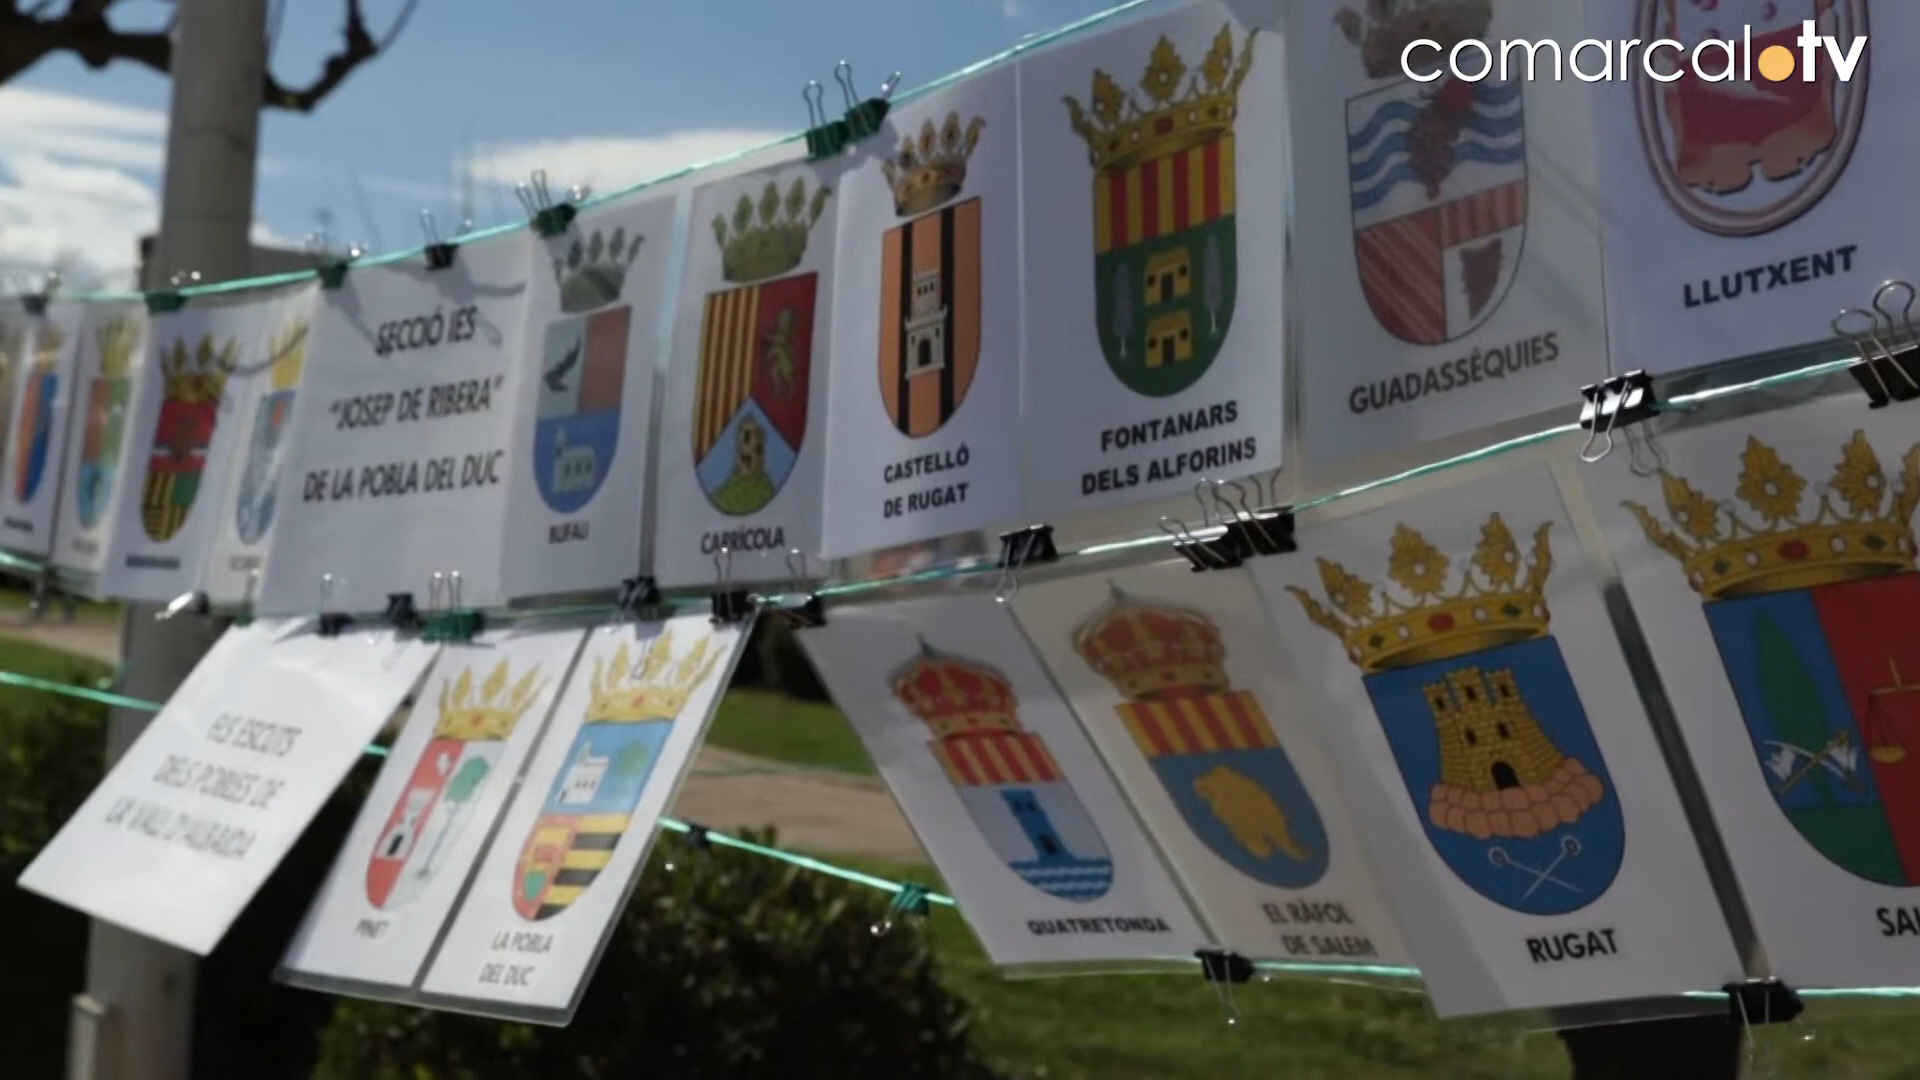 comarcal.tv
SECCIÓ IES
"JOSEP DE RIBERA"
DE LA POBLA DEL DUC
BUFALI
CARRÍCOLA
CASTELLÓ
DE RUGAT
FONTANARS
DELS ALFORINS
GUADASSÉQUIES
LLUTXENT
ELS ESCUTS
DELS POBLES DE
LA VALL D'ALBAIDA
PINET
LA POBLA
DEL DUC
QUATRETONDA
EL RÀFOL
DE SALEM
RUGAT